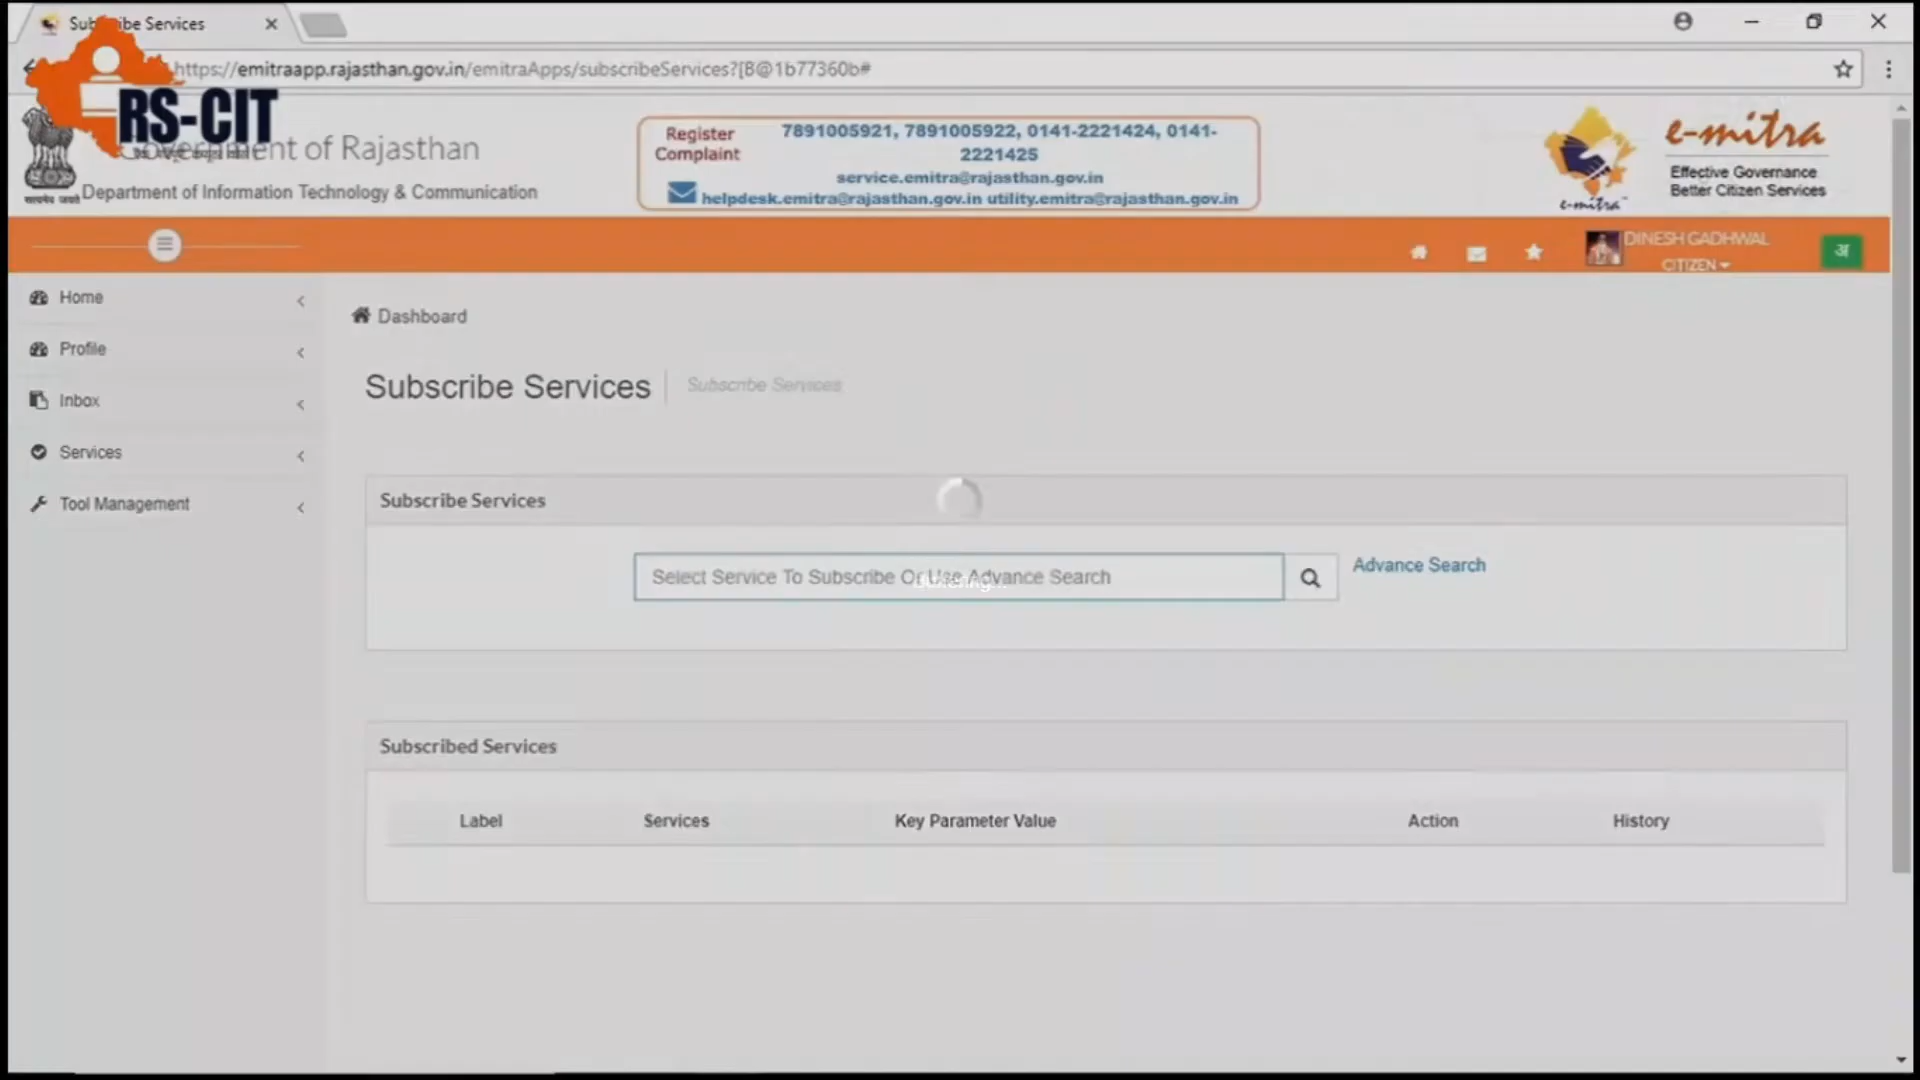 Subscribe Services
https://emitraapp.rajasthan.gov.in/emitraApps/subscribeServices?[B@1b77360b#
RS-CIT
Government of Rajasthan
Department of Information Technology & Communication
Register Complaint
7891005921, 7891005922, 0141-2221424, 0141-
2221425
service.emitra@rajasthan.gov.in
helpdesk.emitra@rajasthan.gov.in utility.emitra@rajasthan.gov.in
e-mitra
e-mitra
Effective Governance
Better Citizen Services
DINESH GADHWAL
CITIZEN
अ
Home
Profile
Inbox
Services
Tool Management
Dashboard
Subscribe Services
Subscribe Services
Subscribe Services
Select Service To Subscribe Or Use Advance Search
Advance Search
Subscribed Services
Label Services Key Parameter Value Action History